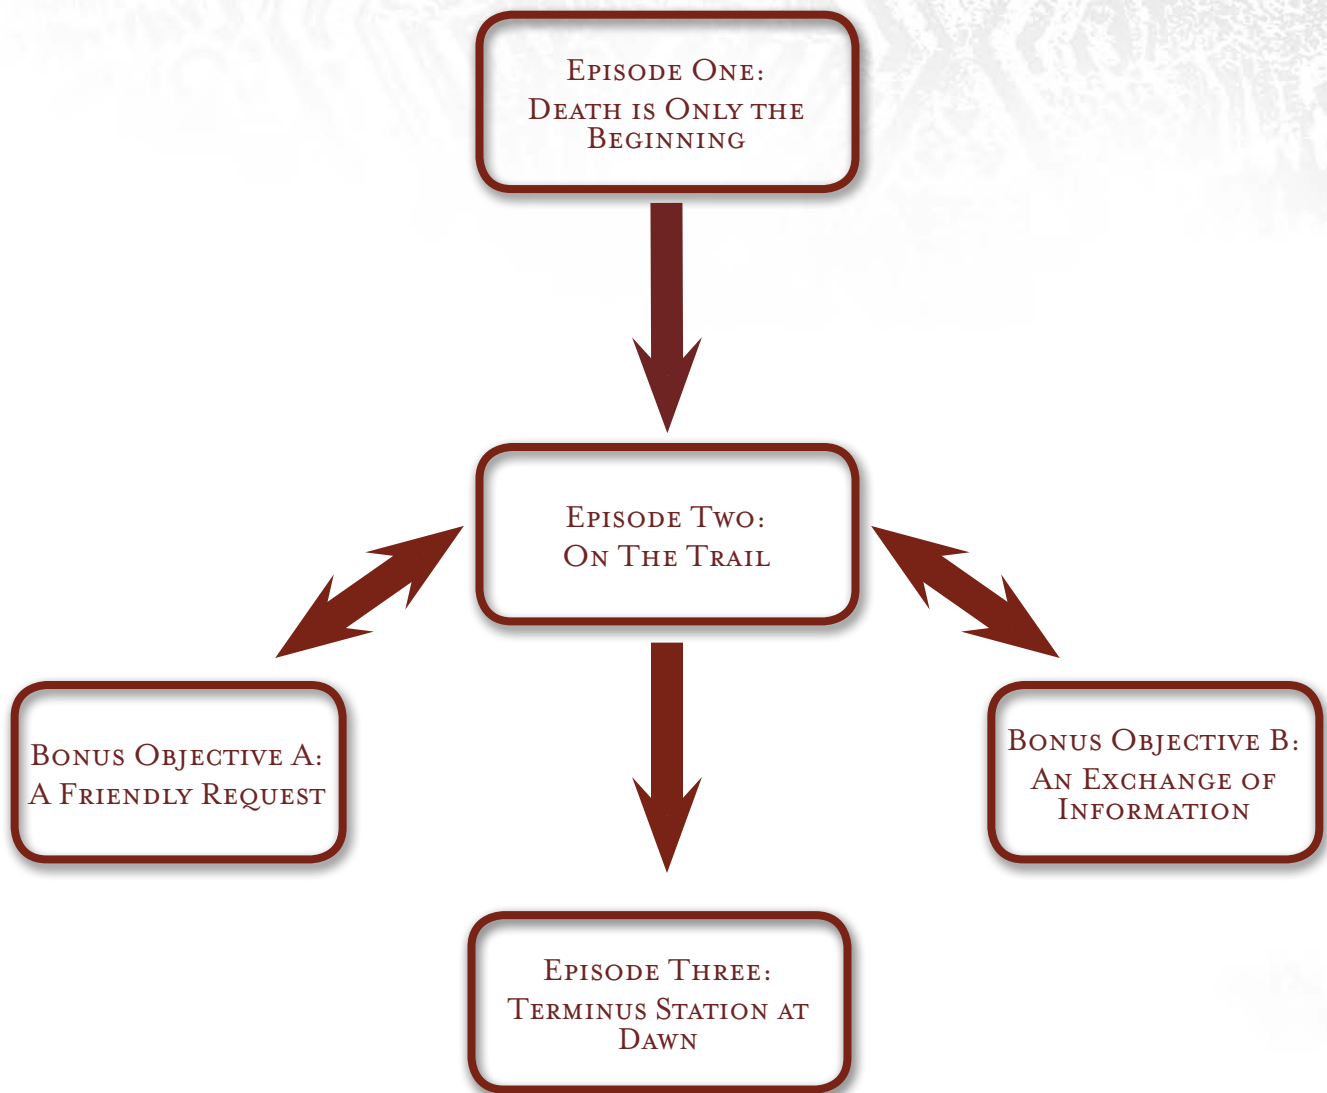 Episode One:
Death is Only the
Beginning
Episode Two:
On The Trail
Bonus Objective A:
A Friendly Request
Bonus Objective B:
An Exchange of
Information
Episode Three:
Terminus Station at
Dawn